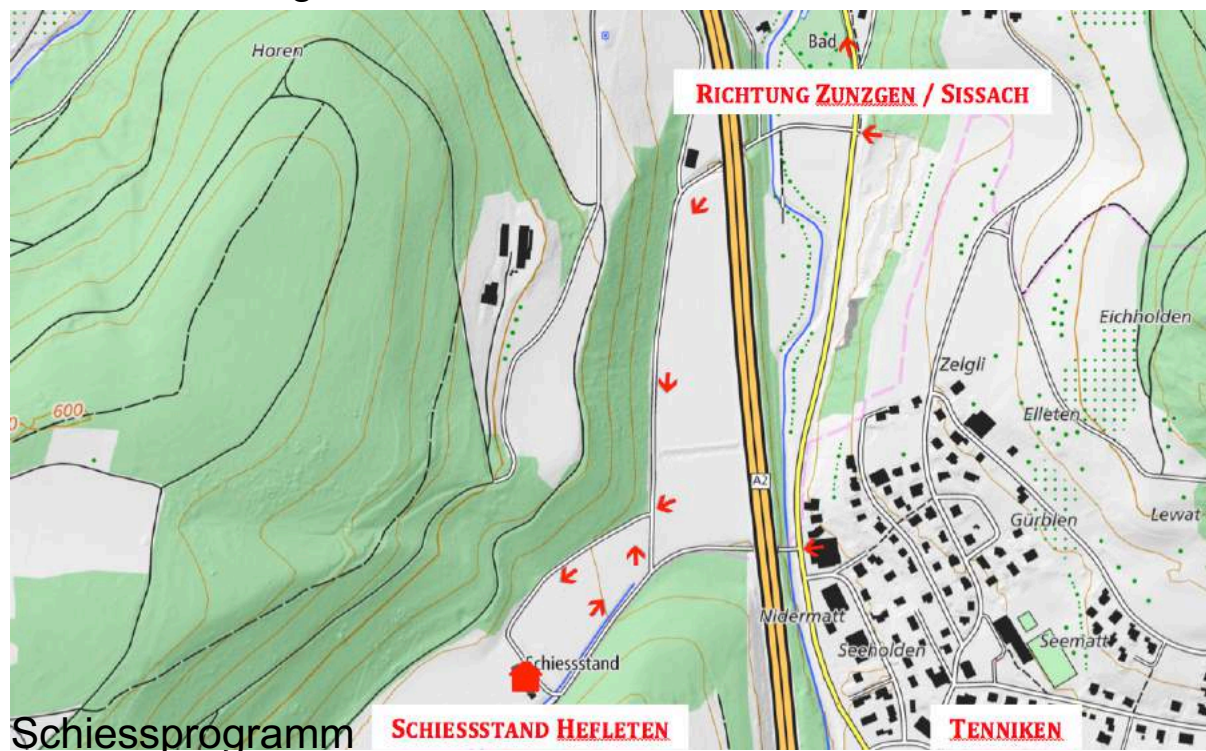 Horen
Bad
RICHTUNG ZUNZGEN / SISSACH
Eichholden
Zelgli
600
Elleten
A2
Gürblen
Lewat
Nidermatt
Seeholden
Seematt
Schiessstand
SCHIESSSTAND HEFLETEN
TENNIKEN
Schiessprogramm